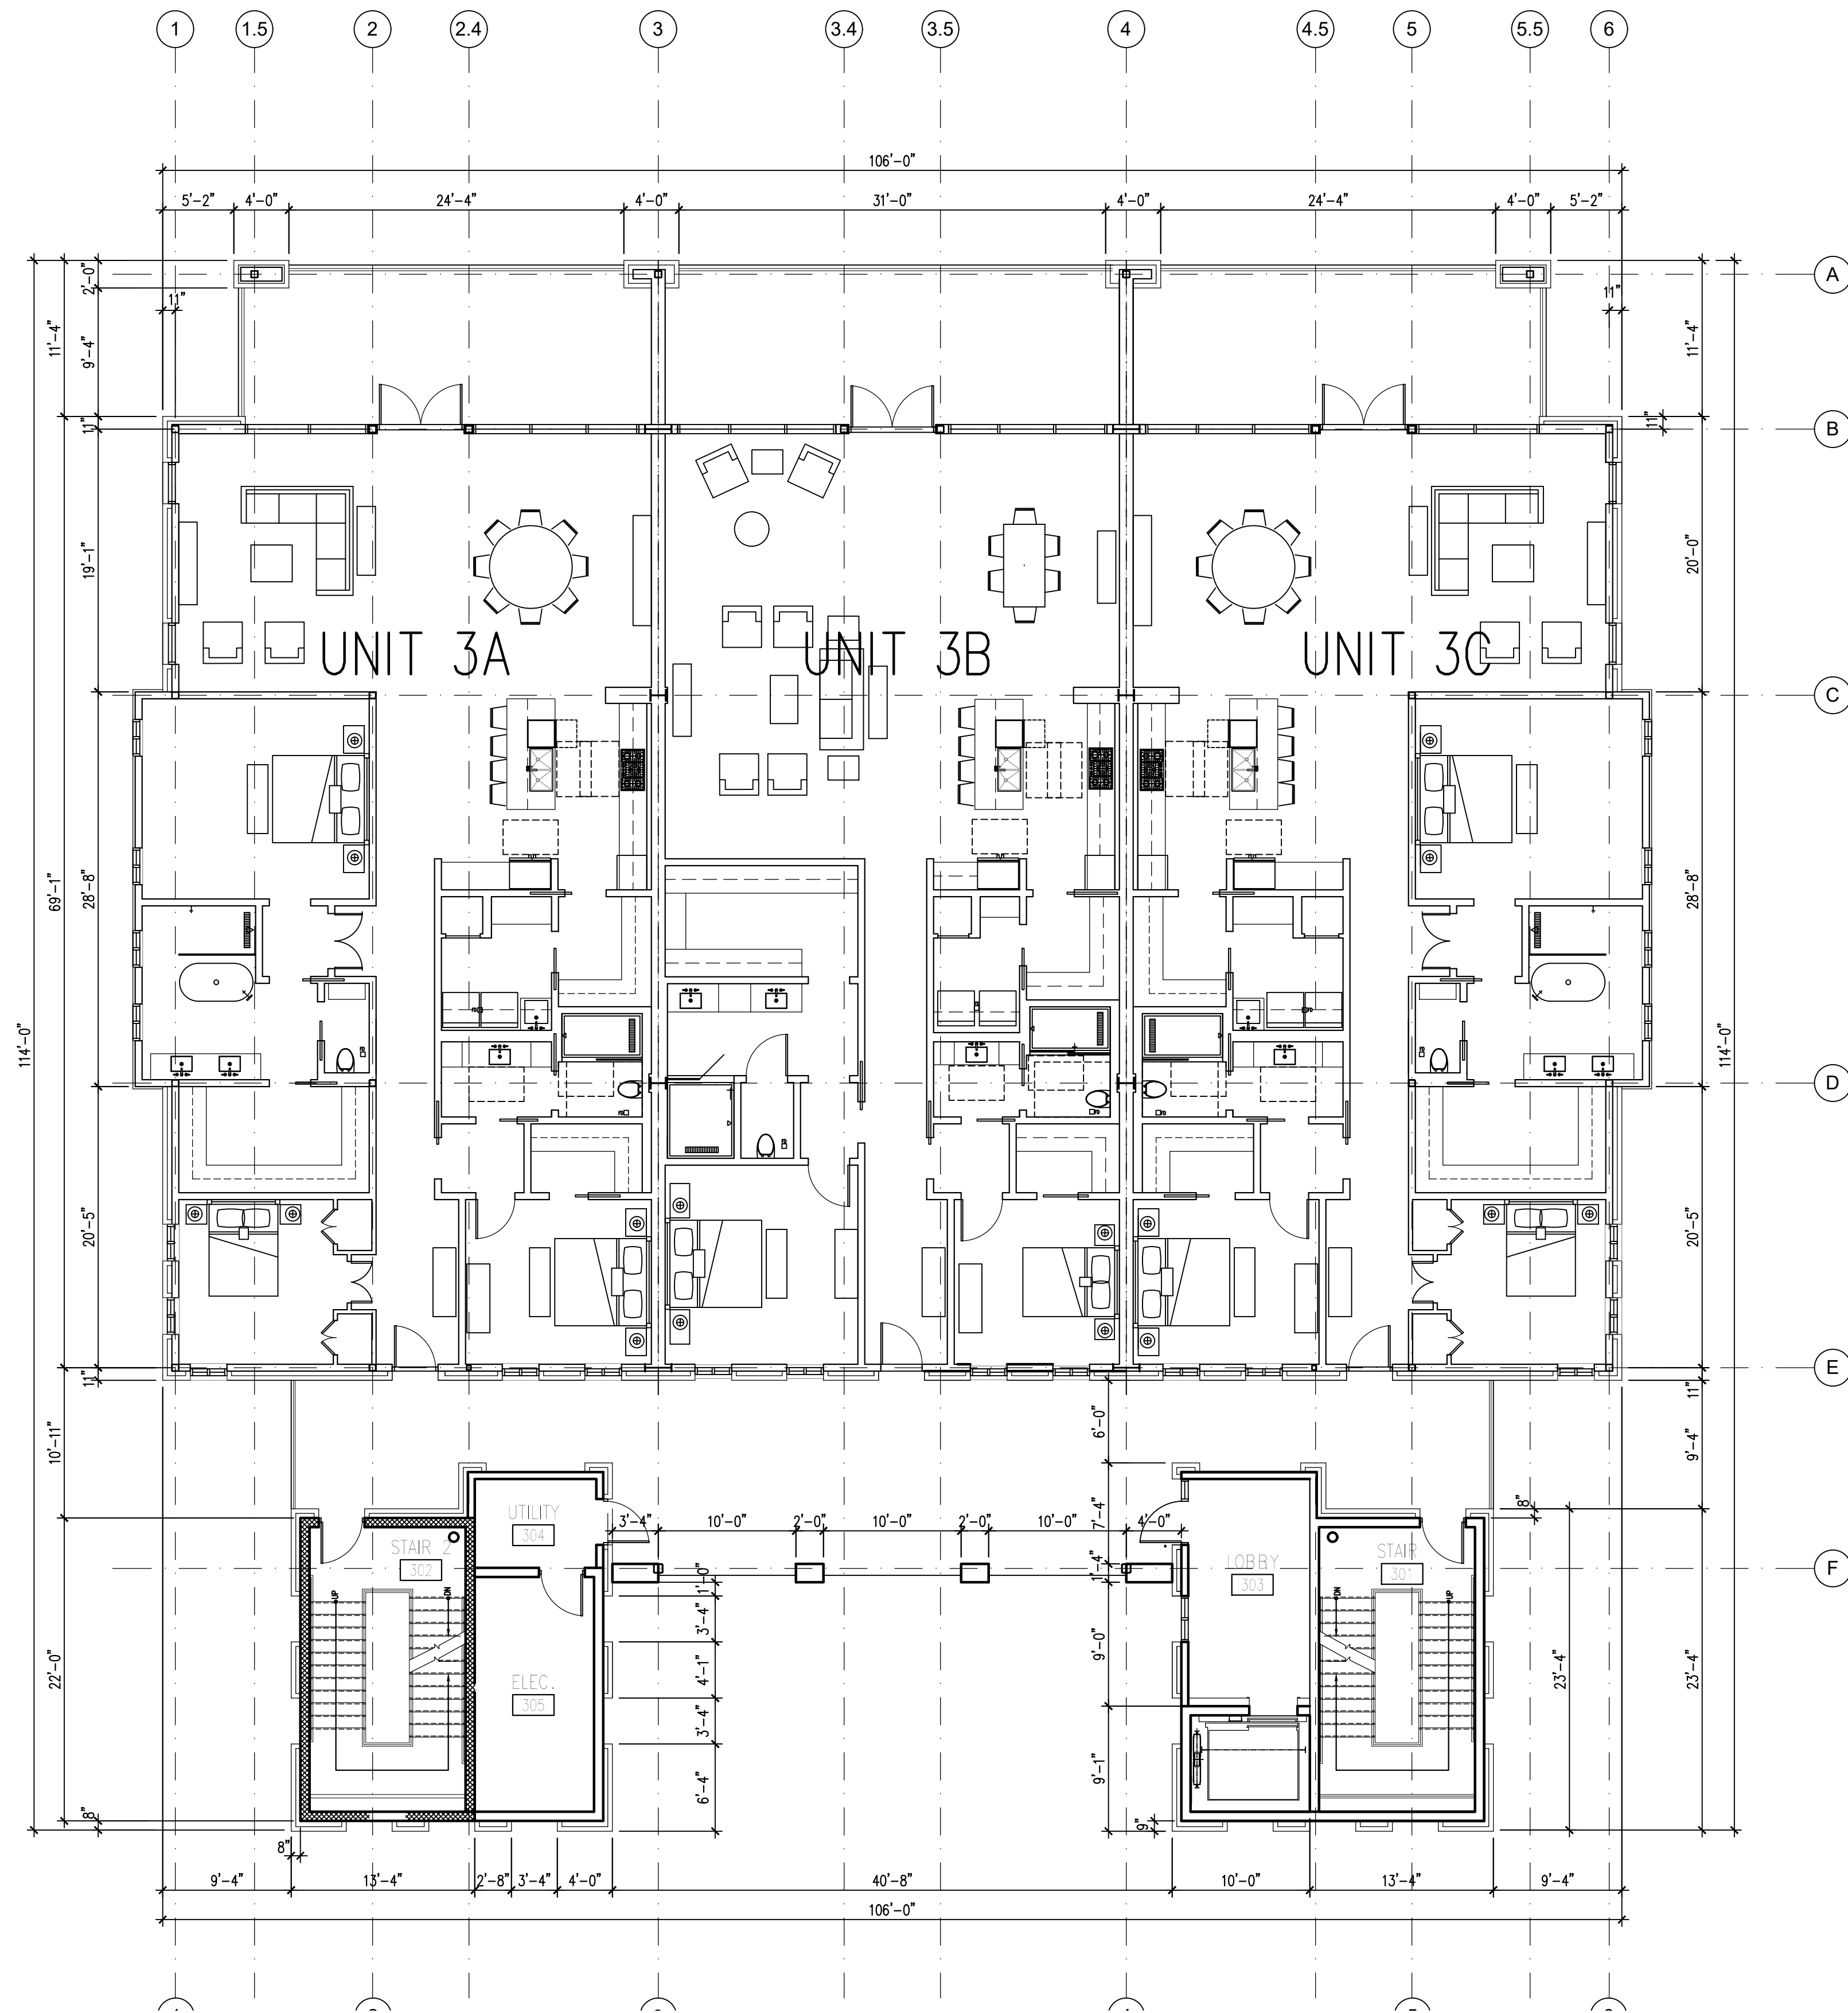 1 1.5 2 2.4 3 3.4 3.5 4 4.5 5 5.5 6
106'-0"
5'-2" 4'-0" 24'-4" 4'-0" 31'-0" 4'-0" 24'-4" 4'-0" 5'-2"
A
2'-0"
11" 11"
11'-4" 9'-4" 11'-4"
11" 11"
B
19'-1" 20'-0"
UNIT 3A UNIT 3B UNIT 3C
C
69'-1" 28'-8" 28'-8"
114'-0" 114'-0"
D
20'-5" 20'-5"
E
11" 11"
10'-11" 6'-0" 9'-4"
8"
UTILITY
304
3'-4" 10'-0" 2'-0" 10'-0" 2'-0" 10'-0" 4'-0"
7'-4"
STAIR 2
302
LOBBY
303
STAIR
301
F
1'-0" 1'-4"
UP DN DN UP
3'-4"
22'-0" 4'-1" 9'-0" 23'-4" 23'-4"
ELEC.
305
3'-4"
6'-4" 9'-1"
8" 9"
8"
9'-4" 13'-4" 2'-8" 3'-4" 4'-0" 40'-8" 10'-0" 13'-4" 9'-4"
106'-0"